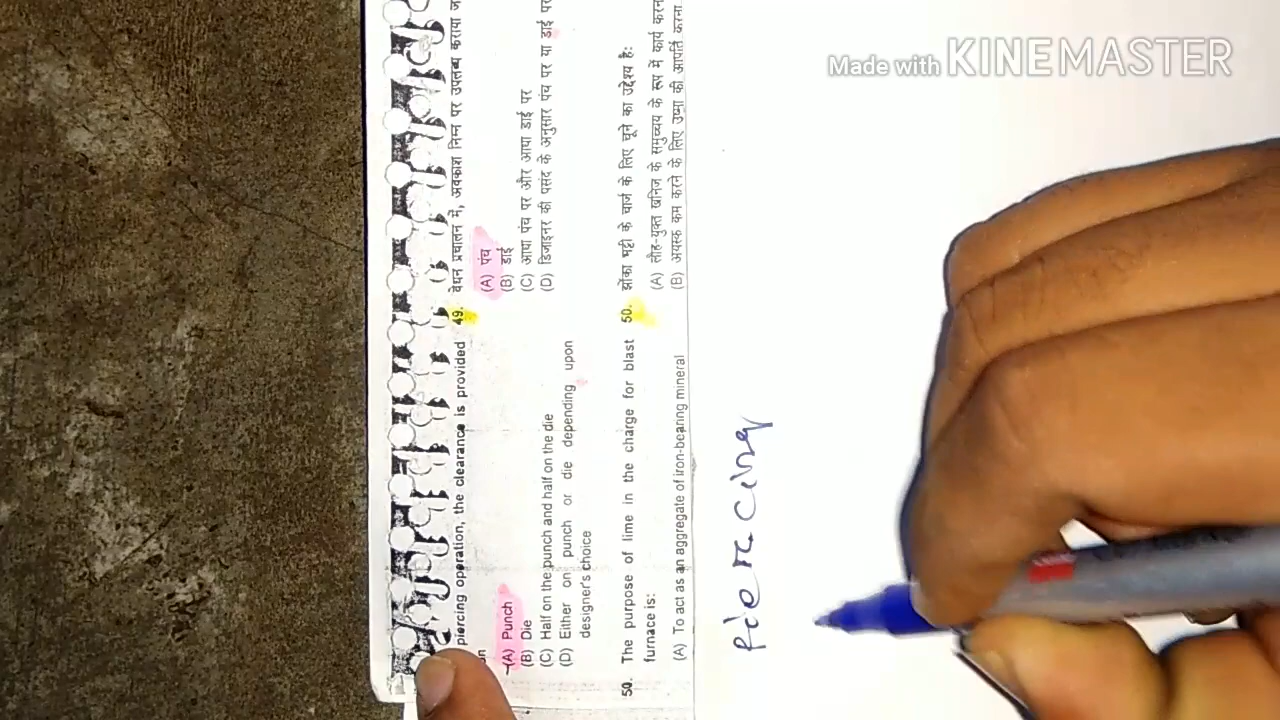 Made with KINEMASTER
piercing operation, the clearance is provided
(A) Punch
(B) Die
(C) Half on the punch and half on the die
(D) Either on punch or die depending upon
designer's choice
50. The purpose of lime in the charge for blast
furnace is:
(A) To act as an aggregate of iron-bearing mineral
49. वेधन प्रचालन में, अवकाश निम्न पर उपलब्ध कराया
(A) पंच
(B) डाई
(C) आधा पंच पर और आधा डाई पर
(D) डिजाइनर की पसंद के अनुसार पंच पर या डाई पर
50. झोंका भट्टी के चार्ज के लिए चूने का उद्देश्य है:
(A) लौह-युक्त खनिज के समुच्चय के रूप में कार्य करना
(B) अयस्क कम करने के लिए उष्मा की आपूर्ति करना
Pierccing